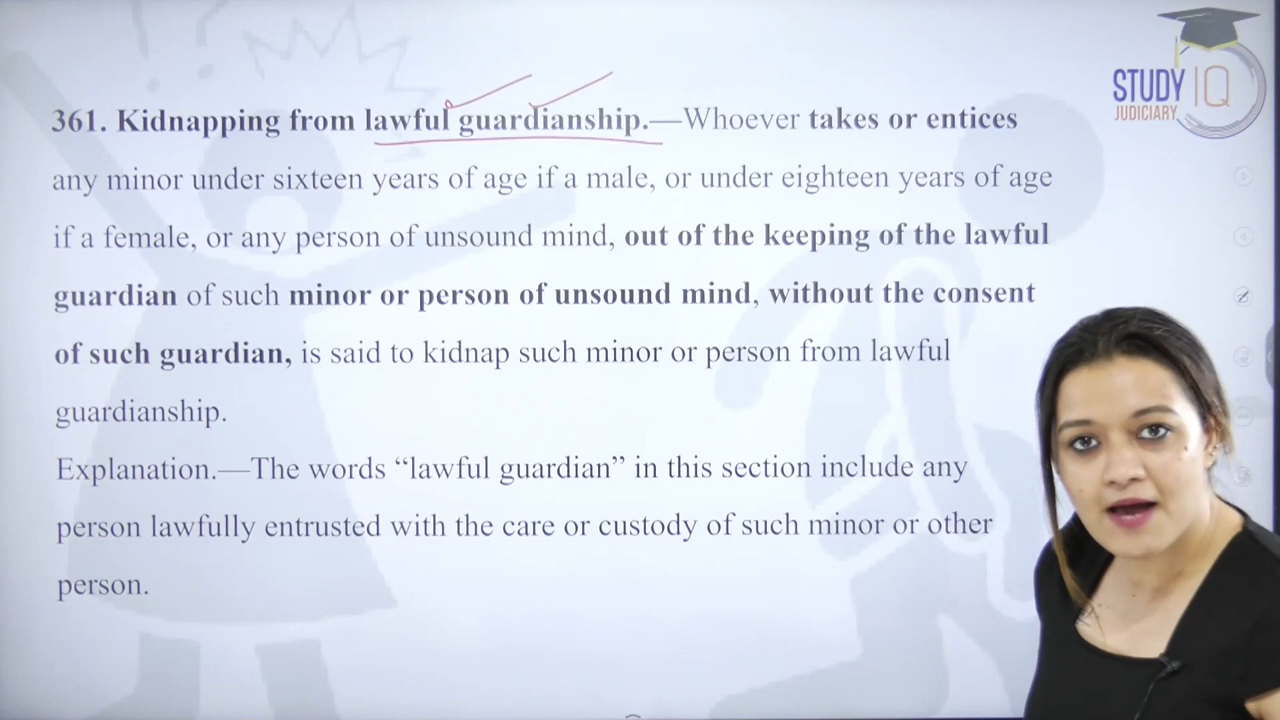 361. Kidnapping from lawful guardianship.—Whoever takes or entices
any minor under sixteen years of age if a male, or under eighteen years of age
if a female, or any person of unsound mind, out of the keeping of the lawful
guardian of such minor or person of unsound mind, without the consent
of such guardian, is said to kidnap such minor or person from lawful
guardianship.
Explanation.—The words “lawful guardian” in this section include any
person lawfully entrusted with the care or custody of such minor or other
person.
STUDY IQ
JUDICIARY